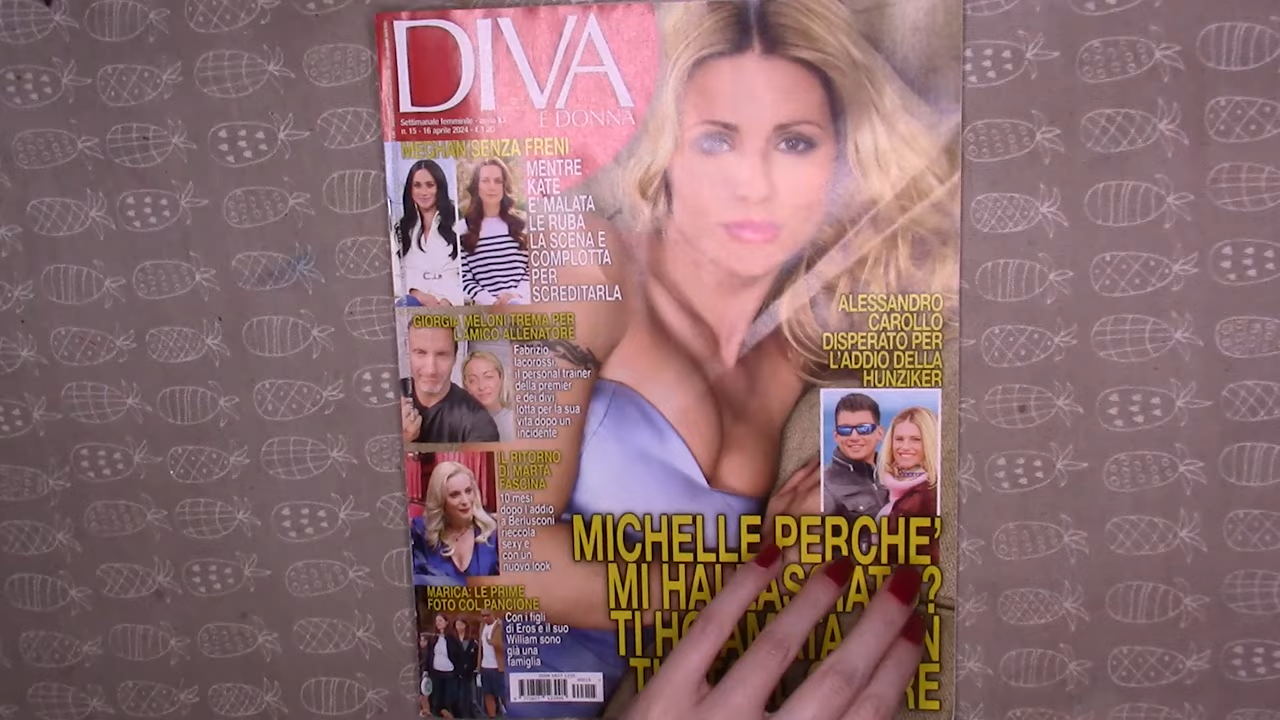 DIVA
E DONNA
Settimanale femminile - anno
n. 15 - 16 aprile 2024 - €
MEGHAN SENZA FRENI
MENTRE
KATE
E' MALATA
LE RUBA
LA SCENA E
COMPLOTTA
PER
SCREDITARLA
GIORGIA MELONI TREMA PER
L'AMICO ALLENATORE
Fabrizio
Iacorossi,
il personal trainer
della premier
e dei divi
lotta per la sua
vita dopo un
incidente
IL RITORNO
DI MARTA
FASCINA
10 mesi
dopo l'addio
a Berlusconi
rieccola
sexy e
con un
nuovo look
MARICA: LE PRIME
FOTO COL PANCIONE
Con i figli
di Eros e il suo
William sono
già una
famiglia
ALESSANDRO
CAROLLO
DISPERATO PER
L'ADDIO DELLA
HUNZIKER
MICHELLE PERCHE'
MI HAI LASCIATO?
TI HO AMATA